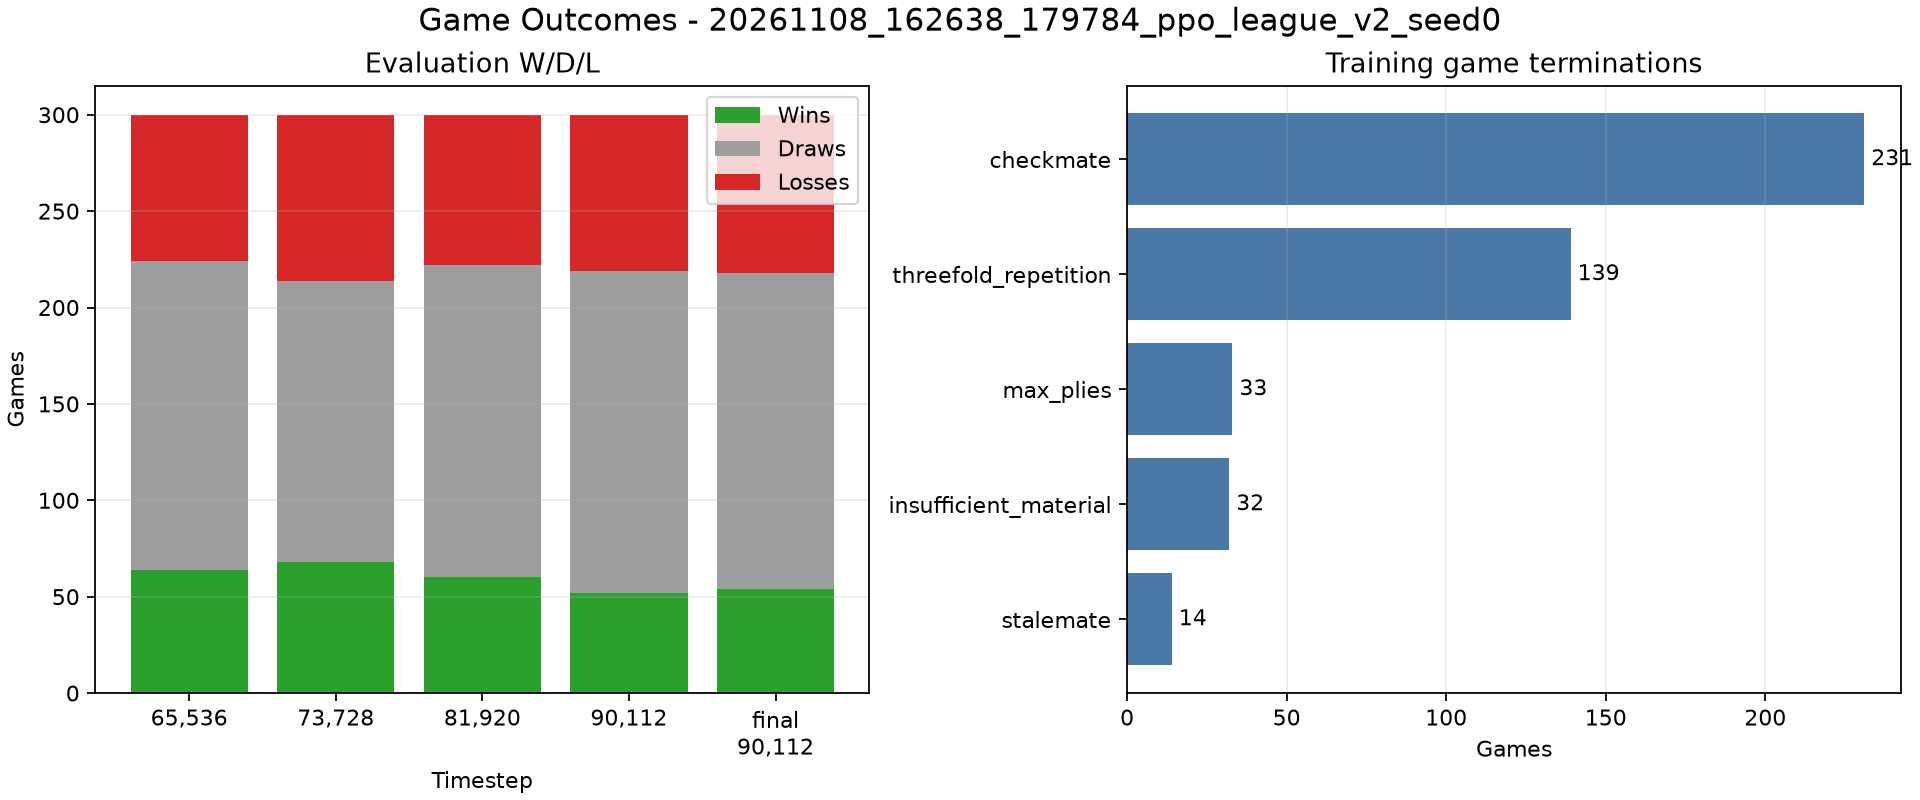 Game Outcomes - 20261108_162638_179784_ppo_league_v2_seed0
Evaluation W/D/L
Games
300
250
200
150
100
50
0
Wins
Draws
Losses
65,536
73,728
81,920
90,112
final
90,112
Timestep
Training game terminations
checkmate
231
threefold_repetition
139
max_plies
33
insufficient_material
32
stalemate
14
0
50
100
150
200
Games